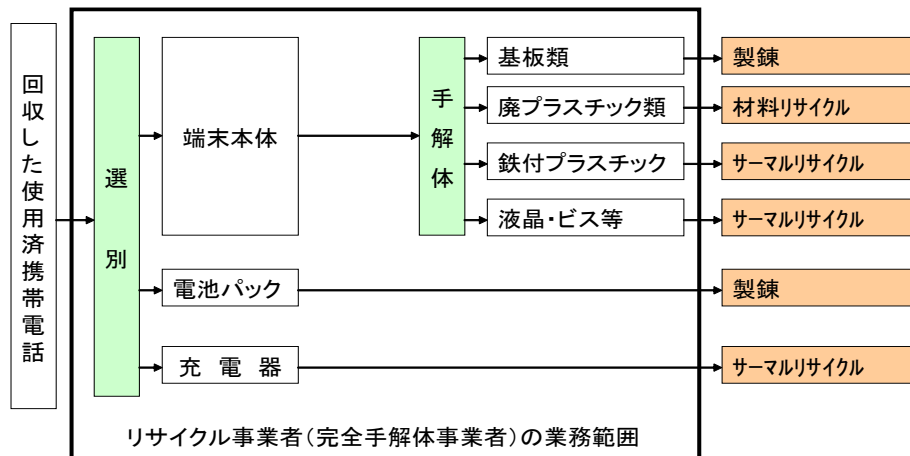 回収した使用済携帯電話
選別
端末本体
手解体
基板類
製錬
廃プラスチック類
材料リサイクル
鉄付プラスチック
サーマルリサイクル
液晶・ビス等
サーマルリサイクル
電池パック
製錬
充電器
サーマルリサイクル
リサイクル事業者(完全手解体事業者)の業務範囲